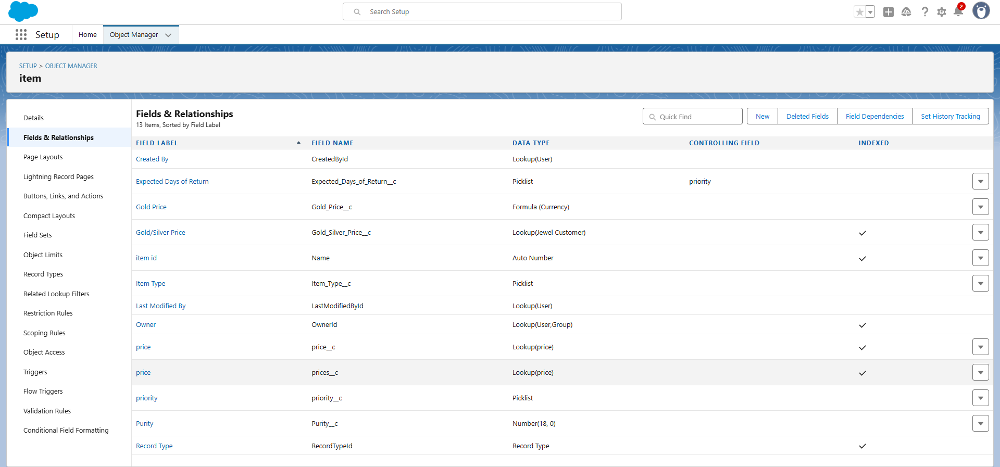 Search Setup
2
Setup
Home
Object Manager
SETUP > OBJECT MANAGER
item
Details
Fields & Relationships
Page Layouts
Lightning Record Pages
Buttons, Links, and Actions
Compact Layouts
Field Sets
Object Limits
Record Types
Related Lookup Filters
Restriction Rules
Scoping Rules
Object Access
Triggers
Flow Triggers
Validation Rules
Conditional Field Formatting
Fields & Relationships
13 Items, Sorted by Field Label
Quick Find
New
Deleted Fields
Field Dependencies
Set History Tracking
FIELD LABEL FIELD NAME DATA TYPE CONTROLLING FIELD INDEXED
Created By CreatedById Lookup(User)
Expected Days of Return Expected_Days_of_Return__c Picklist priority
Gold Price Gold_Price__c Formula (Currency)
Gold/Silver Price Gold_Silver_Price__c Lookup(Jewel Customer)
item id Name Auto Number
Item Type Item_Type__c Picklist
Last Modified By LastModifiedById Lookup(User)
Owner OwnerId Lookup(User,Group)
price price__c Lookup(price)
price prices__c Lookup(price)
priority priority__c Picklist
Purity Purity__c Number(18, 0)
Record Type RecordTypeId Record Type